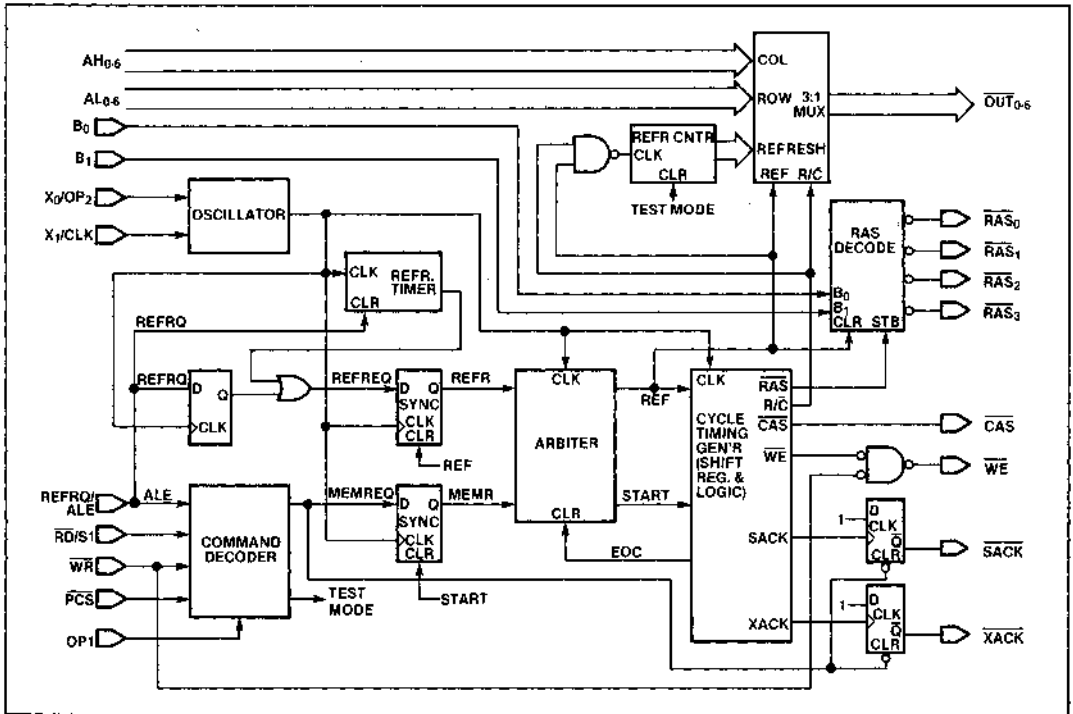 AH0-6
COL
AL0-6
ROW 3:1
MUX
OUT0-6
B0
REFR CNTR
CLK
REFRESH
B1
CLR
REF R/C
X0/OP2
TEST MODE
OSCILLATOR
RAS
DECODE
RAS0
X1/CLK
RAS1
CLK
REFR.
TIMER
RAS2
CLR
B0
B1
RAS3
REFRQ
CLR STB
REFRQ
D
Q
CLK
REFREQ
D Q
SYNC
CLK
CLR
REFR
CLK
ARBITER
CLR
REF
CLK
CYCLE
TIMING
GEN'R
(SHIFT
REG. &
LOGIC)
RAS
R/C
CAS
CAS
WE
WE
REF
REFRQ/
ALE
ALE
MEMREQ
D Q
SYNC
CLK
CLR
MEMR
START
RD/S1
COMMAND
DECODER
SACK
1
D
CLK
Q
CLR
SACK
WR
EOC
PCS
TEST
MODE
START
OP1
XACK
1
D
CLK
Q
CLR
XACK